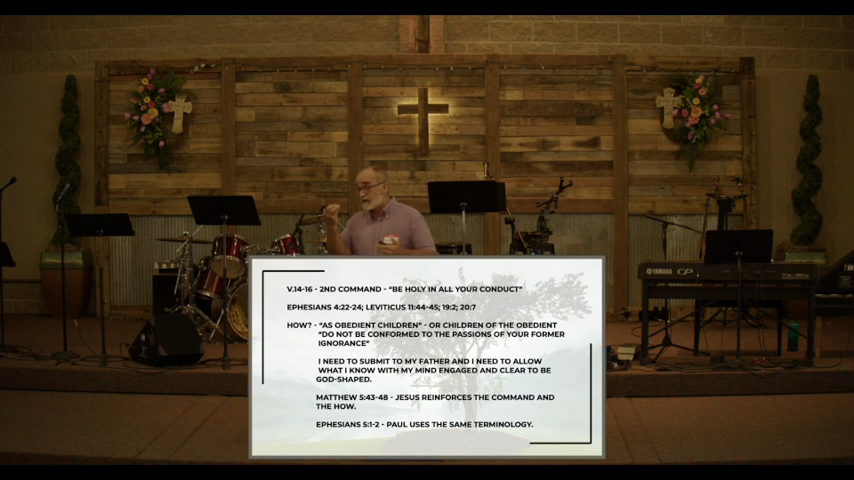 V.14-16 - 2ND COMMAND - "BE HOLY IN ALL YOUR CONDUCT"
EPHESIANS 4:22-24; LEVITICUS 11:44-45; 19:2; 20:7
HOW? - "AS OBEDIENT CHILDREN" - OR CHILDREN OF THE OBEDIENT
"DO NOT BE CONFORMED TO THE PASSIONS OF YOUR FORMER
IGNORANCE"
I NEED TO SUBMIT TO MY FATHER AND I NEED TO ALLOW
WHAT I KNOW WITH MY MIND ENGAGED AND CLEAR TO BE
GOD-SHAPED.
MATTHEW 5:43-48 - JESUS REINFORCES THE COMMAND AND
THE HOW.
EPHESIANS 5:1-2 - PAUL USES THE SAME TERMINOLOGY.
YAMAHA CP